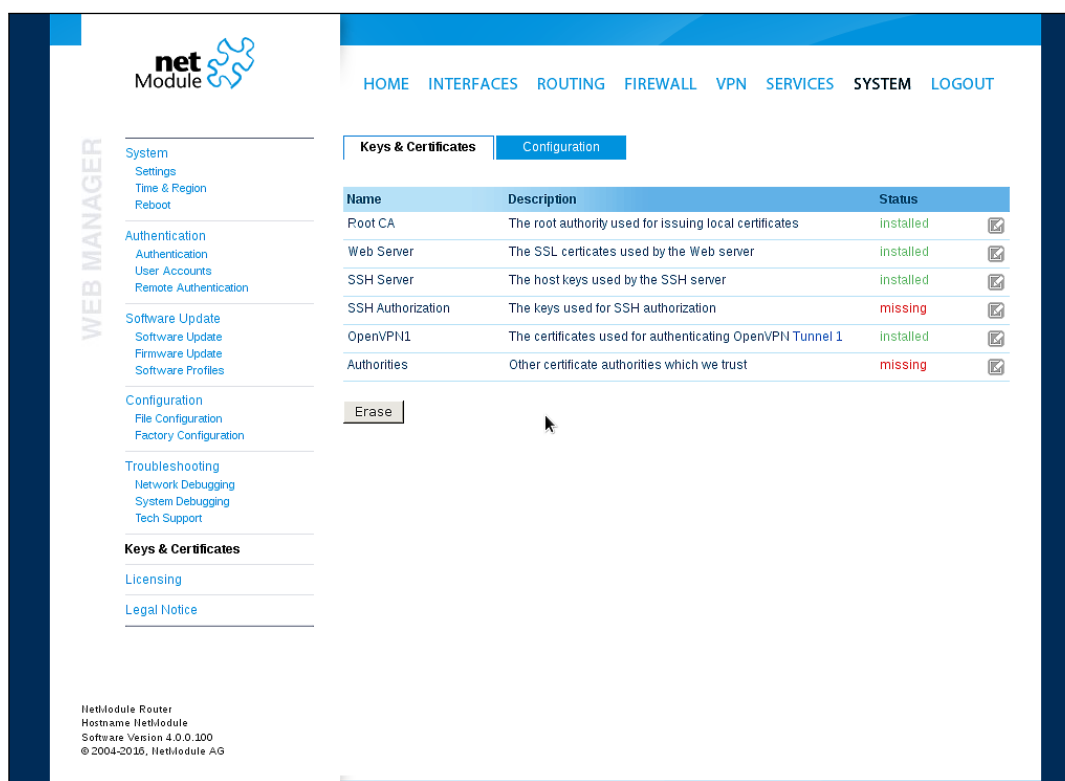 net
Module
HOME INTERFACES ROUTING FIREWALL VPN SERVICES SYSTEM LOGOUT
WEB MANAGER
System
Settings
Time & Region
Reboot
Authentication
Authentication
User Accounts
Remote Authentication
Software Update
Software Update
Firmware Update
Software Profiles
Configuration
File Configuration
Factory Configuration
Troubleshooting
Network Debugging
System Debugging
Tech Support
Keys & Certificates
Licensing
Legal Notice
Keys & Certificates Configuration
Name Description Status
Root CA The root authority used for issuing local certificates installed
Web Server The SSL certicates used by the Web server installed
SSH Server The host keys used by the SSH server installed
SSH Authorization The keys used for SSH authorization missing
OpenVPN1 The certificates used for authenticating OpenVPN Tunnel 1 installed
Authorities Other certificate authorities which we trust missing
Erase
NetModule Router
Hostname NetModule
Software Version 4.0.0.100
© 2004-2016, NetModule AG